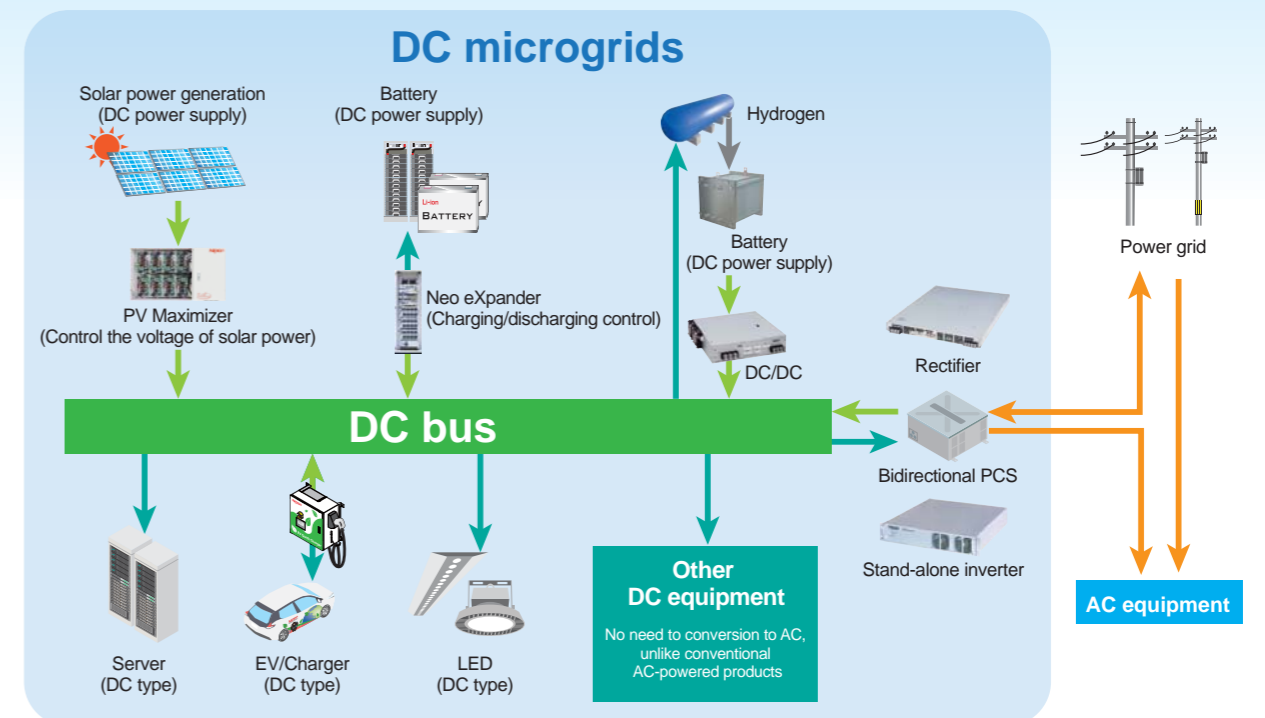 DC microgrids
Solar power generation
(DC power supply)
Battery
(DC power supply)
Hydrogen
Li-ion
BATTERY
Power grid
Battery
(DC power supply)
PV Maximizer
(Control the voltage of solar power)
Neo eXpander
(Charging/discharging control)
Rectifier
DC/DC
DC bus
Bidirectional PCS
Other
DC equipment
No need to conversion to AC,
unlike conventional
AC-powered products
Stand-alone inverter
AC equipment
Server
(DC type)
EV/Charger
(DC type)
LED
(DC type)